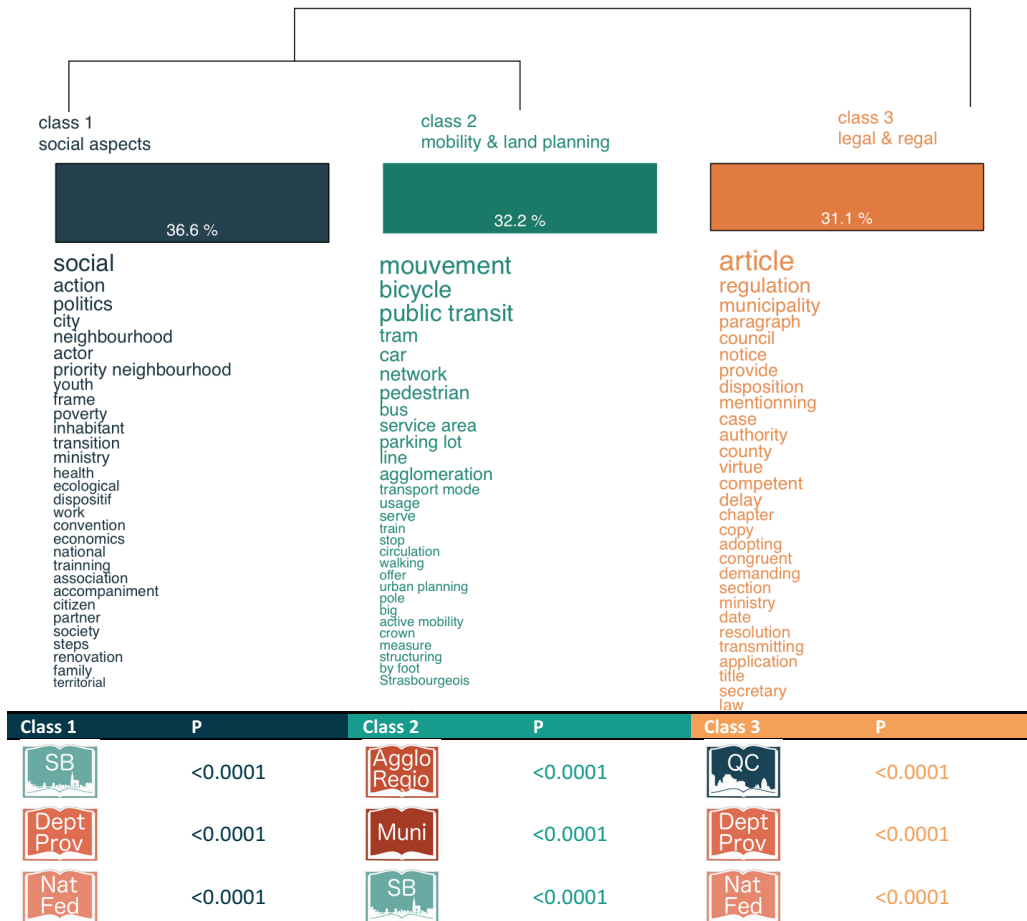 class 1
social aspects
36.6 %
social
action
politics
city
neighbourhood
actor
priority neighbourhood
youth
frame
poverty
inhabitant
transition
ministry
health
ecological
dispositif
work
convention
economics
national
trainning
association
accompaniment
citizen
partner
society
steps
renovation
family
territorial
class 2
mobility & land planning
32.2 %
mouvement
bicycle
public transit
tram
car
network
pedestrian
bus
service area
parking lot
line
agglomeration
transport mode
usage
serve
train
stop
circulation
walking
offer
urban planning
pole
big
active mobility
crown
measure
structuring
by foot
Strasbourgeois
class 3
legal & regal
31.1 %
article
regulation
municipality
paragraph
council
notice
provide
disposition
mentionning
case
authority
county
virtue
competent
delay
chapter
copy
adopting
congruent
demanding
section
ministry
date
resolution
transmitting
application
title
secretary
law
Class 1 P Class 2 P Class 3 P
SB <0.0001 Agglo Regio <0.0001 QC <0.0001
Dept Prov <0.0001 Muni <0.0001 Dept Prov <0.0001
Nat Fed <0.0001 SB <0.0001 Nat Fed <0.0001